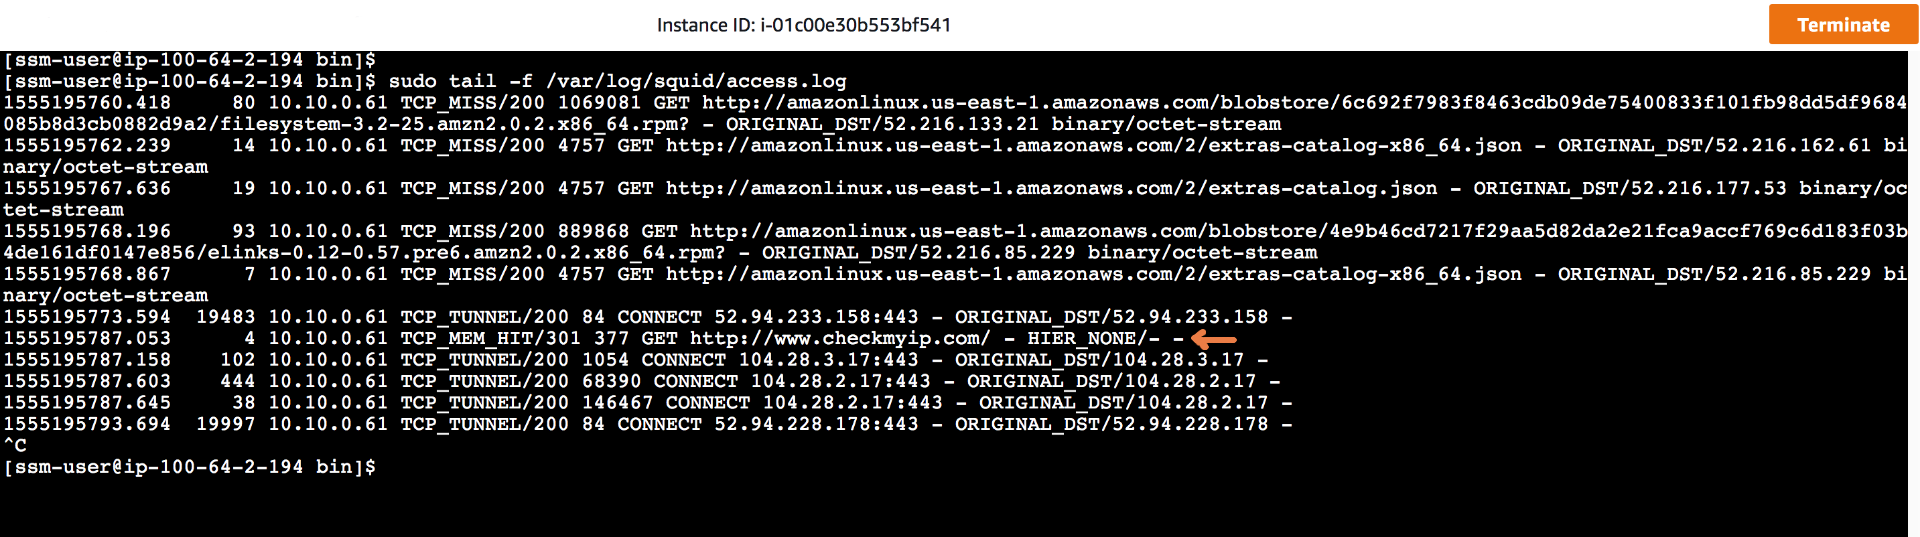 Instance ID: i-01c00e30b553bf541
Terminate
[ssm-user@ip-100-64-2-194 bin]$
[ssm-user@ip-100-64-2-194 bin]$ sudo tail -f /var/log/squid/access.log
1555195760.418     80 10.10.0.61 TCP_MISS/200 1069081 GET http://amazonlinux.us-east-1.amazonaws.com/blobstore/6c692f7983f8463cdb09de75400833f101fb98dd5df9684
085b8d3cb0882d9a2/filesystem-3.2-25.amzn2.0.2.x86_64.rpm? - ORIGINAL_DST/52.216.133.21 binary/octet-stream
1555195762.239     14 10.10.0.61 TCP_MISS/200 4757 GET http://amazonlinux.us-east-1.amazonaws.com/2/extras-catalog-x86_64.json - ORIGINAL_DST/52.216.162.61 bi
nary/octet-stream
1555195767.636     19 10.10.0.61 TCP_MISS/200 4757 GET http://amazonlinux.us-east-1.amazonaws.com/2/extras-catalog.json - ORIGINAL_DST/52.216.177.53 binary/oc
tet-stream
1555195768.196     93 10.10.0.61 TCP_MISS/200 889868 GET http://amazonlinux.us-east-1.amazonaws.com/blobstore/4e9b46cd7217f29aa5d82da2e21fca9accf769c6d183f03b
4de161df0147e856/elinks-0.12-0.57.pre6.amzn2.0.2.x86_64.rpm? - ORIGINAL_DST/52.216.85.229 binary/octet-stream
1555195768.867      7 10.10.0.61 TCP_MISS/200 4757 GET http://amazonlinux.us-east-1.amazonaws.com/2/extras-catalog-x86_64.json - ORIGINAL_DST/52.216.85.229 bi
nary/octet-stream
1555195773.594  19483 10.10.0.61 TCP_TUNNEL/200 84 CONNECT 52.94.233.158:443 - ORIGINAL_DST/52.94.233.158 -
1555195787.053      4 10.10.0.61 TCP_MEM_HIT/301 377 GET http://www.checkmyip.com/ - HIER_NONE/- -
1555195787.158    102 10.10.0.61 TCP_TUNNEL/200 1054 CONNECT 104.28.3.17:443 - ORIGINAL_DST/104.28.3.17 -
1555195787.603    444 10.10.0.61 TCP_TUNNEL/200 68390 CONNECT 104.28.2.17:443 - ORIGINAL_DST/104.28.2.17 -
1555195787.645     38 10.10.0.61 TCP_TUNNEL/200 146467 CONNECT 104.28.2.17:443 - ORIGINAL_DST/104.28.2.17 -
1555195793.694  19997 10.10.0.61 TCP_TUNNEL/200 84 CONNECT 52.94.228.178:443 - ORIGINAL_DST/52.94.228.178 -
^C
[ssm-user@ip-100-64-2-194 bin]$